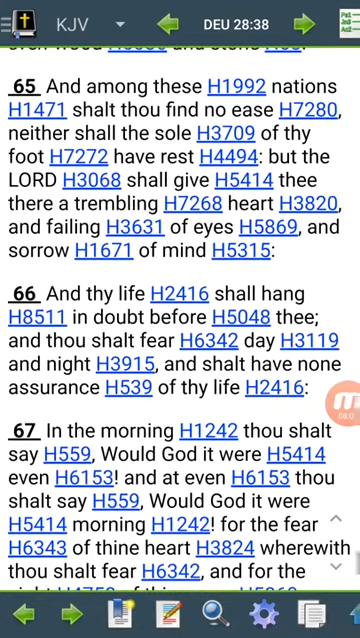 KJV
DEU 28:38
65 And among these H1992 nations
H1471 shalt thou find no ease H7280,
neither shall the sole H3709 of thy
foot H7272 have rest H4494: but the
LORD H3068 shall give H5414 thee
there a trembling H7268 heart H3820,
and failing H3631 of eyes H5869, and
sorrow H1671 of mind H5315:
66 And thy life H2416 shall hang
H8511 in doubt before H5048 thee;
and thou shalt fear H6342 day H3119
and night H3915, and shalt have none
assurance H539 of thy life H2416:
67 In the morning H1242 thou shalt
say H559, Would God it were H5414
even H6153! and at even H6153 thou
shalt say H559, Would God it were
H5414 morning H1242! for the fear
H6343 of thine heart H3824 wherewith
thou shalt fear H6342, and for the